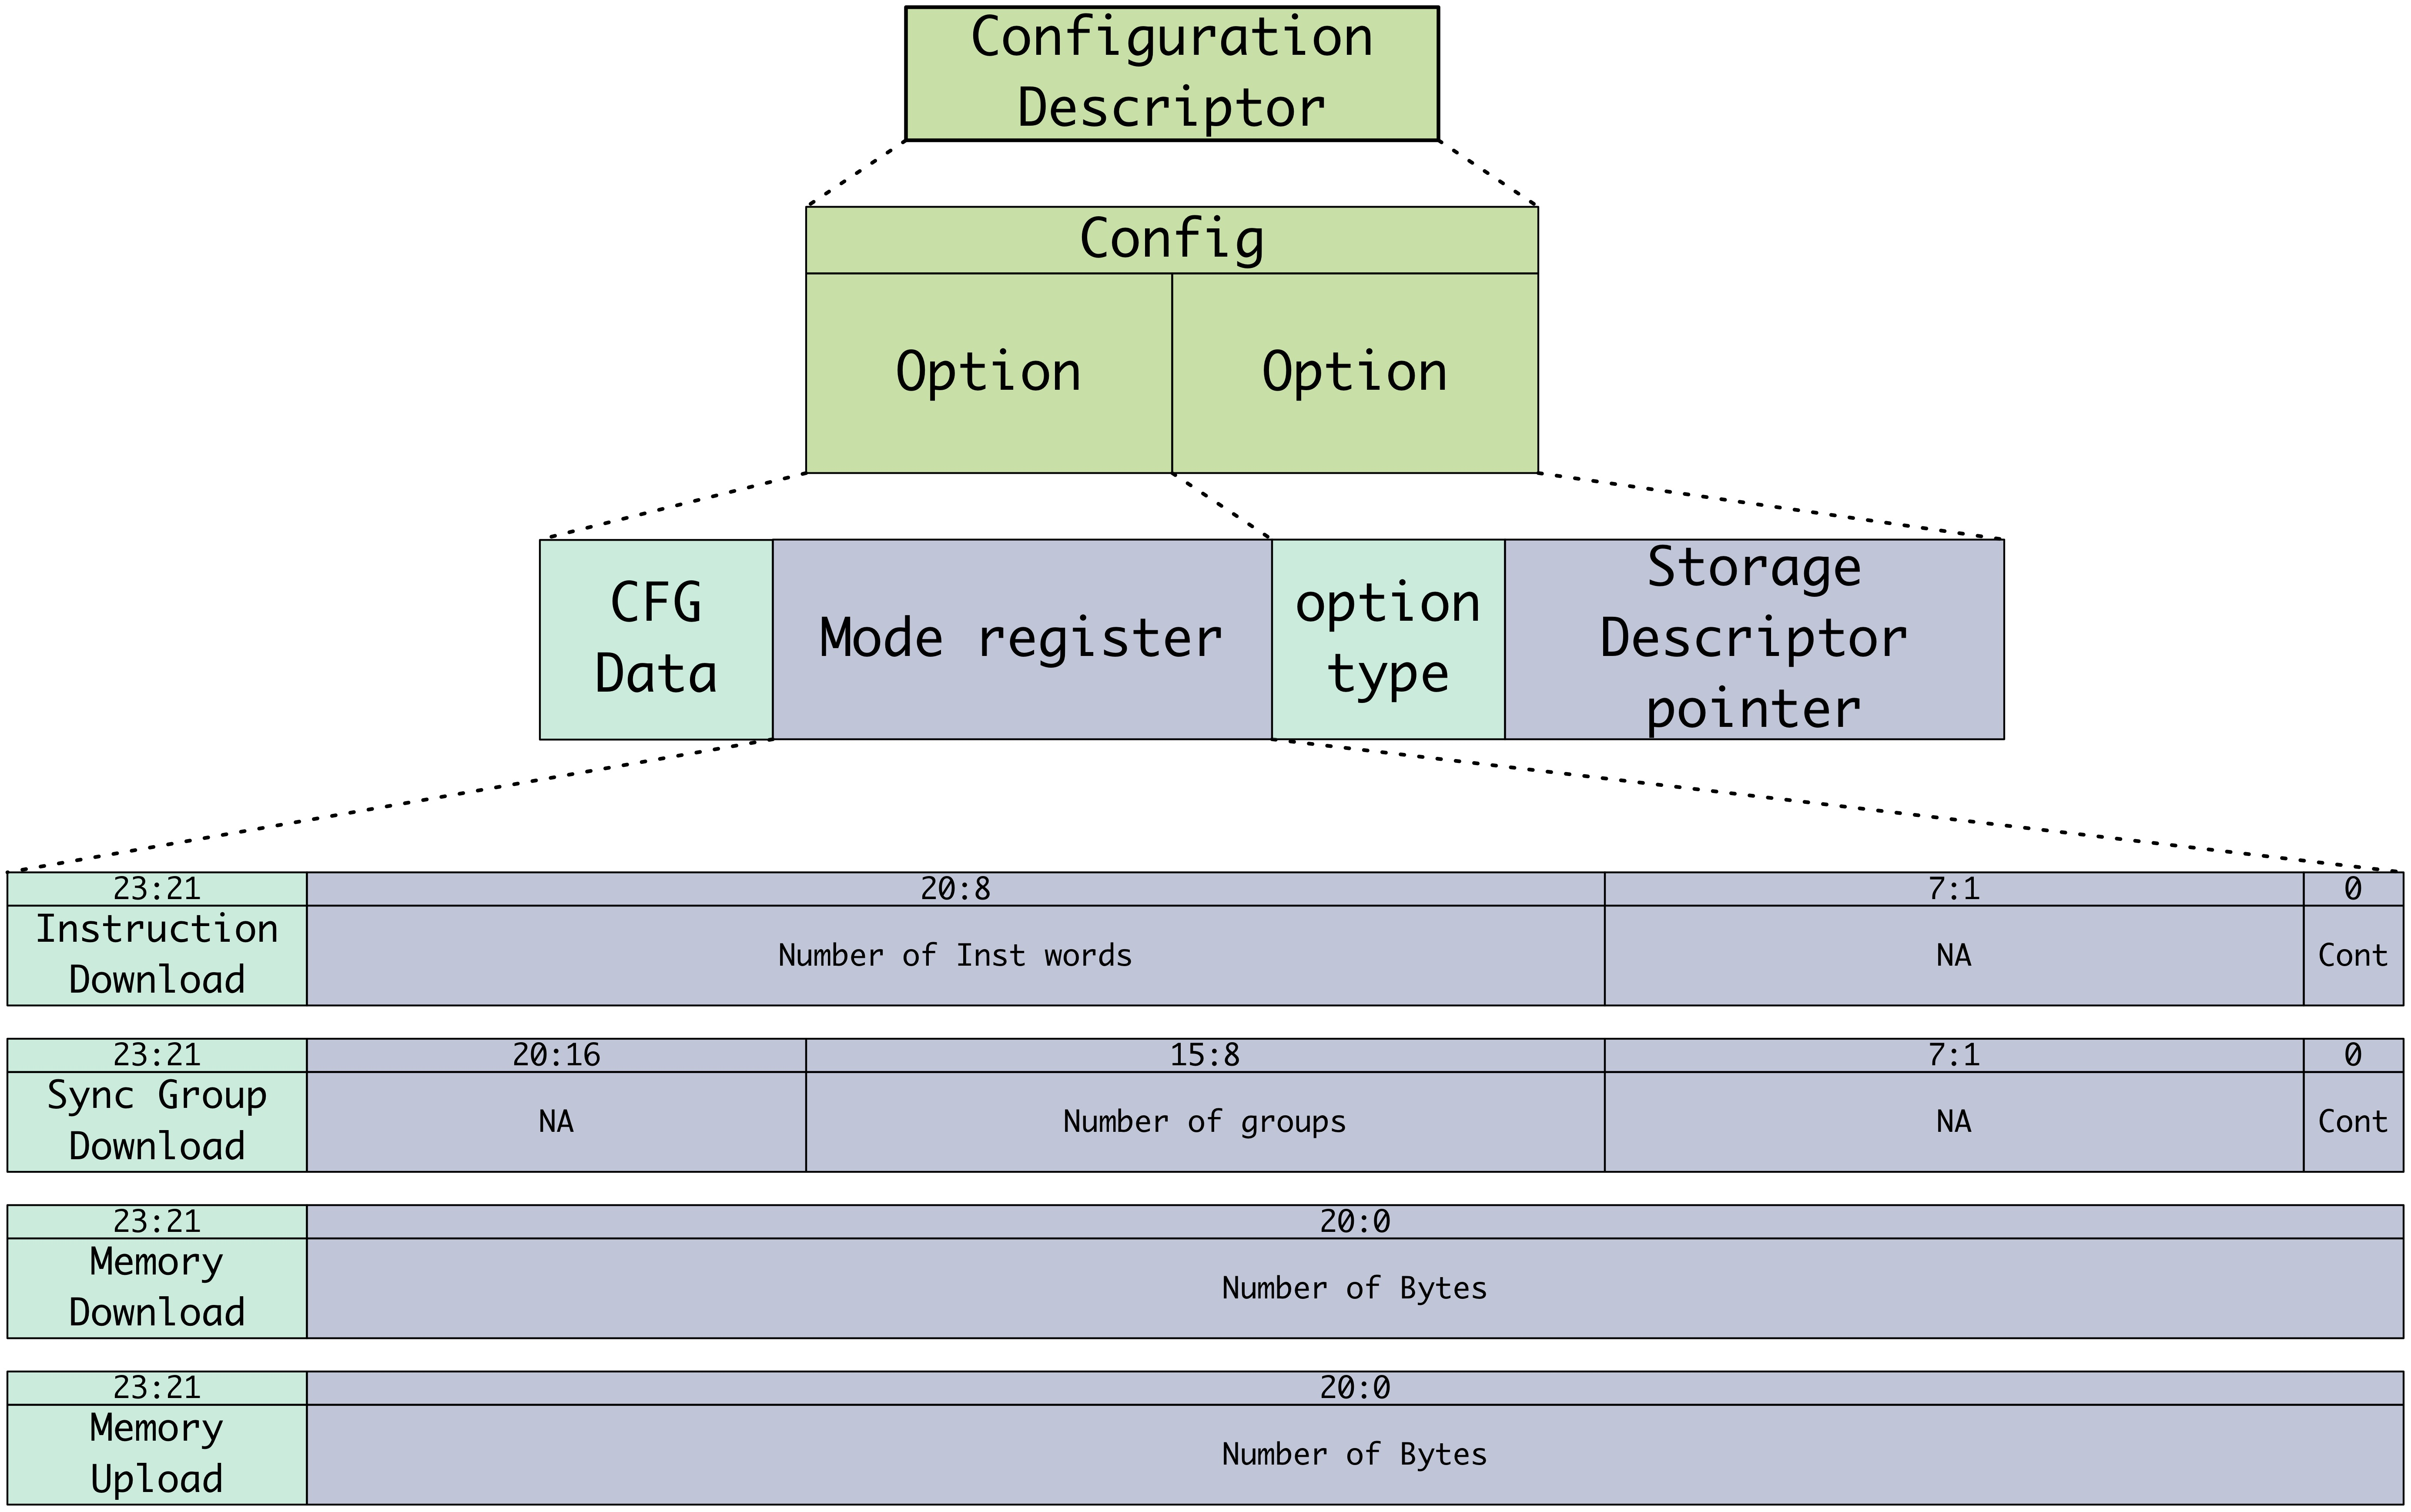 Configuration
Descriptor
Config
Option Option
CFG
Data
Mode register
option
type
Storage
Descriptor
pointer
23:21 20:8 7:1 0
Instruction
Download
Number of Inst words NA Cont
23:21 20:16 15:8 7:1 0
Sync Group
Download
NA Number of groups NA Cont
23:21 20:0
Memory
Download
Number of Bytes
23:21 20:0
Memory
Upload
Number of Bytes